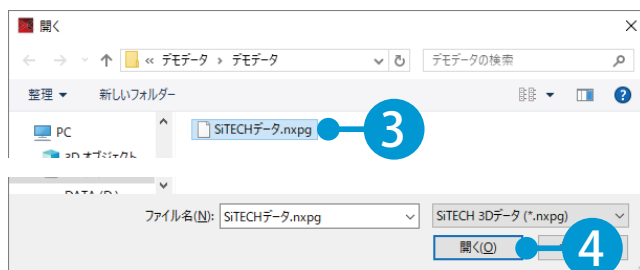 開く
« デモデータ › デモデータ
デモデータの検索
整理
新しいフォルダー
PC
SiTECHデータ.nxpg
3
3D オブジェクト
DATA (D:)
ファイル名(N):
SiTECHデータ.nxpg
SiTECH 3Dデータ (*.nxpg)
開く(O)
4